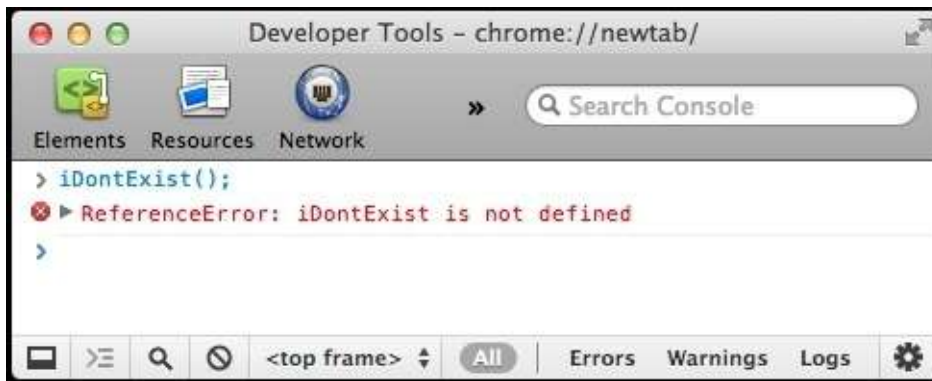 Developer Tools – chrome://newtab/
Elements Resources Network » Search Console
> iDontExist();
ReferenceError: iDontExist is not defined
>
<top frame> All Errors Warnings Logs